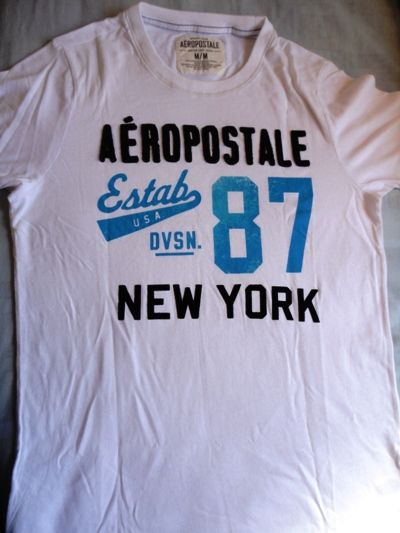 AÉROPOSTALE
M/M
AÉROPOSTALE
Estab
USA
DVSN.
87
NEW YORK